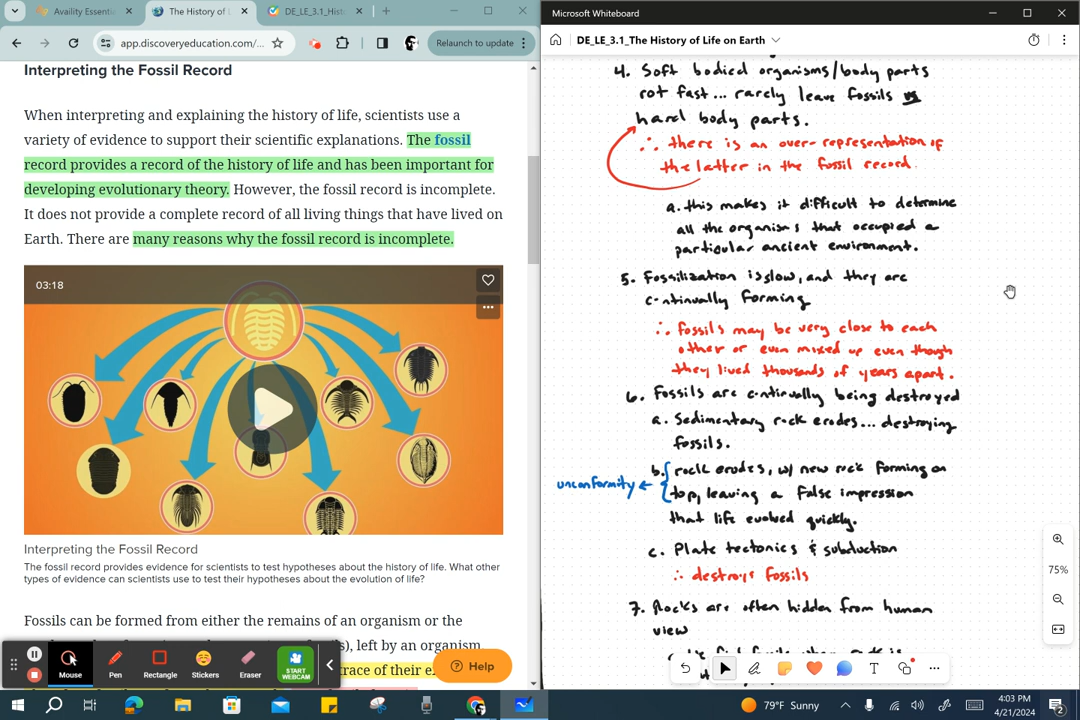 Availity Essenti
The History of
DE_LE_3.1_Hist
app.discoveryeducation.com/...
Relaunch to update
Interpreting the Fossil Record
When interpreting and explaining the history of life, scientists use a
variety of evidence to support their scientific explanations. The fossil
record provides a record of the history of life and has been important for
developing evolutionary theory. However, the fossil record is incomplete.
It does not provide a complete record of all living things that have lived on
Earth. There are many reasons why the fossil record is incomplete.
03:18
Interpreting the Fossil Record
The fossil record provides evidence for scientists to test hypotheses about the history of life. What other
types of evidence can scientists use to test their hypotheses about the evolution of life?
Fossils can be formed from either the remains of an organism or the
), left by an organism
trace of their e
Help
Mouse
Pen
Rectangle
Stickers
Eraser
START
WEBCAM
Microsoft Whiteboard
DE_LE_3.1_The History of Life on Earth
4. Soft bodied organisms/body parts
rot fast... rarely leave fossils vs
hard body parts.
∴ there is an over-representation of
the latter in the fossil record.
a. this makes it difficult to determine
all the organisms that occupied a
particular ancient environment.
5. Fossilization is slow, and they are
continually forming
∴ fossils may be very close to each
other or even mixed up even though
they lived thousands of years apart.
6. Fossils are continually being destroyed
a. Sedimentary rock erodes... destroying
fossils.
b. rock erodes, w/ new rock forming on
unconformity ←
top, leaving a false impression
that life evolved quickly.
c. Plate tectonics & subduction
∴ destroys fossils
7. Rocks are often hidden from human
view
75%
79°F Sunny
4:03 PM
4/21/2024
2